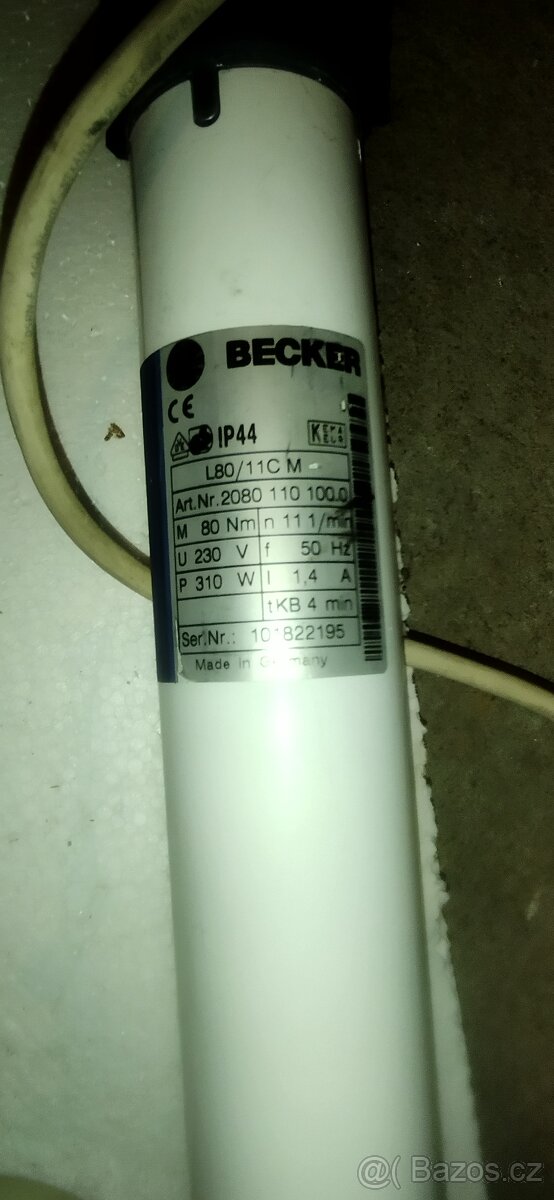 BECKER
CE
IP44 KEMA KEUR
L80/11C M
Art.Nr. 2080 110 100.0
M 80 Nm n 11 1/min
U 230 V f 50 Hz
P 310 W I 1,4 A
tKB 4 min
Ser.Nr.: 101822195
Made in Germany
@( Bazos.cz